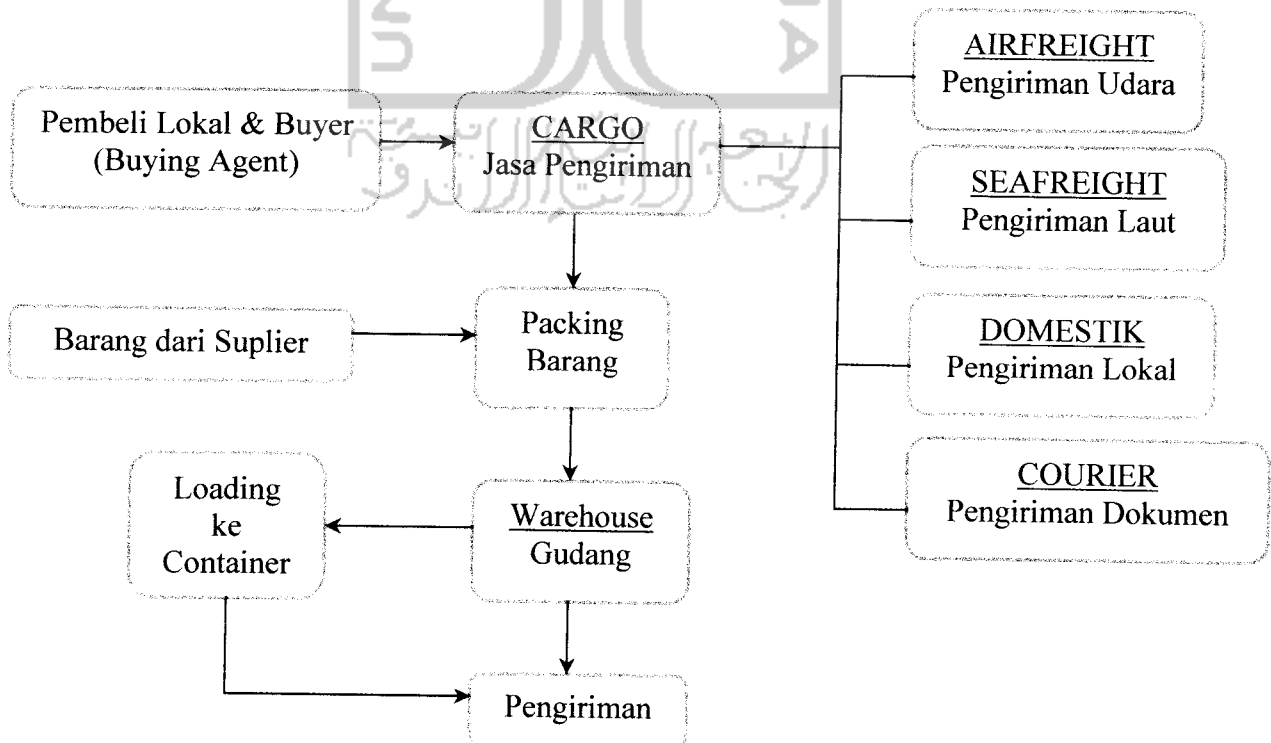 AIRFREIGHT
Pengiriman Udara
Pembeli Lokal & Buyer
(Buying Agent)
CARGO
Jasa Pengiriman
SEAFREIGHT
Pengiriman Laut
Barang dari Suplier
Packing
Barang
DOMESTIK
Pengiriman Lokal
Loading
ke
Container
Warehouse
Gudang
COURIER
Pengiriman Dokumen
Pengiriman